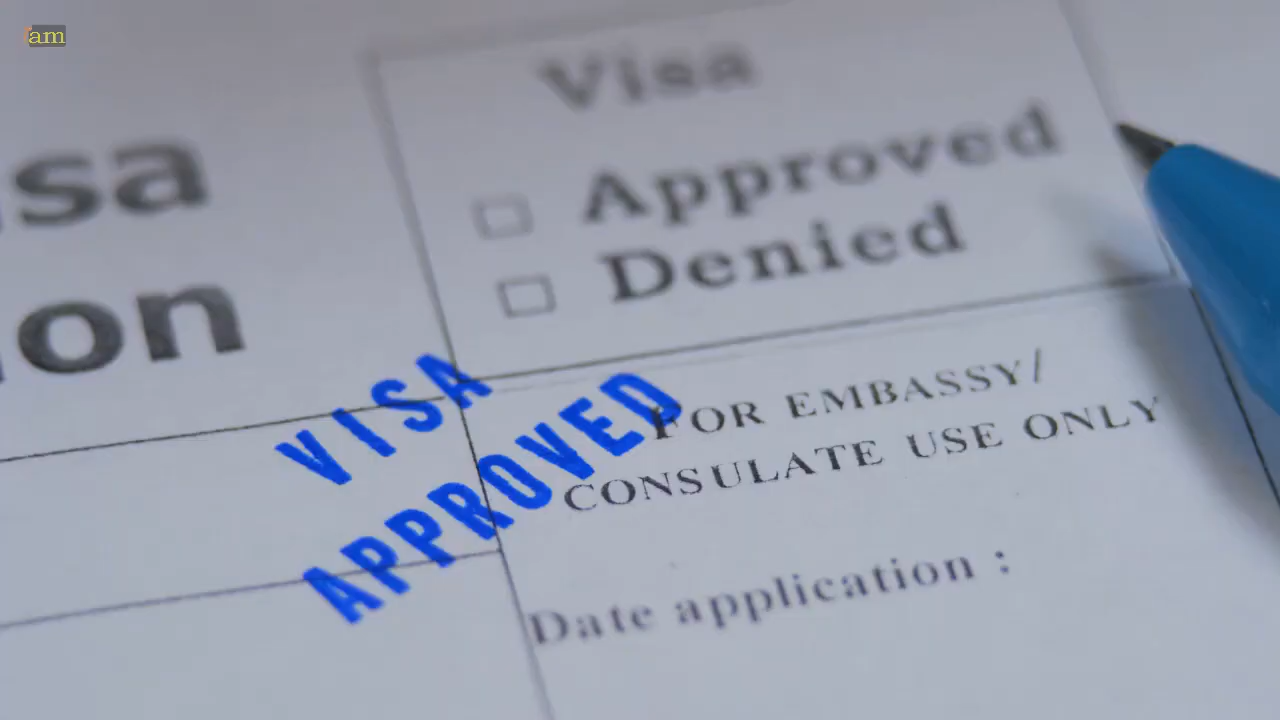 am
sa
on
Visa
Approved
Denied
VISA
APPROVED
FOR EMBASSY/
CONSULATE USE ONLY
Date application :